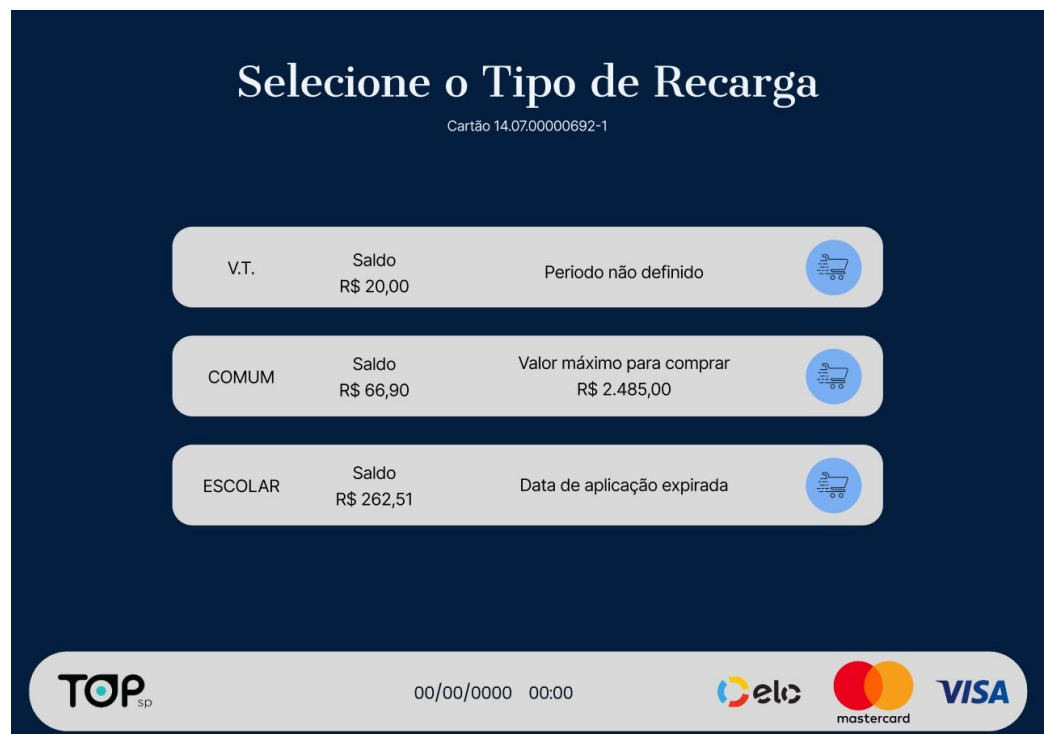 Selecione o Tipo de Recarga
Cartão 14.07.00000692-1
V.T.
Saldo
R$ 20,00
Periodo não definido
COMUM
Saldo
R$ 66,90
Valor máximo para comprar
R$ 2.485,00
ESCOLAR
Saldo
R$ 262,51
Data de aplicação expirada
TOP sp
00/00/0000 00:00
elo
mastercard
VISA